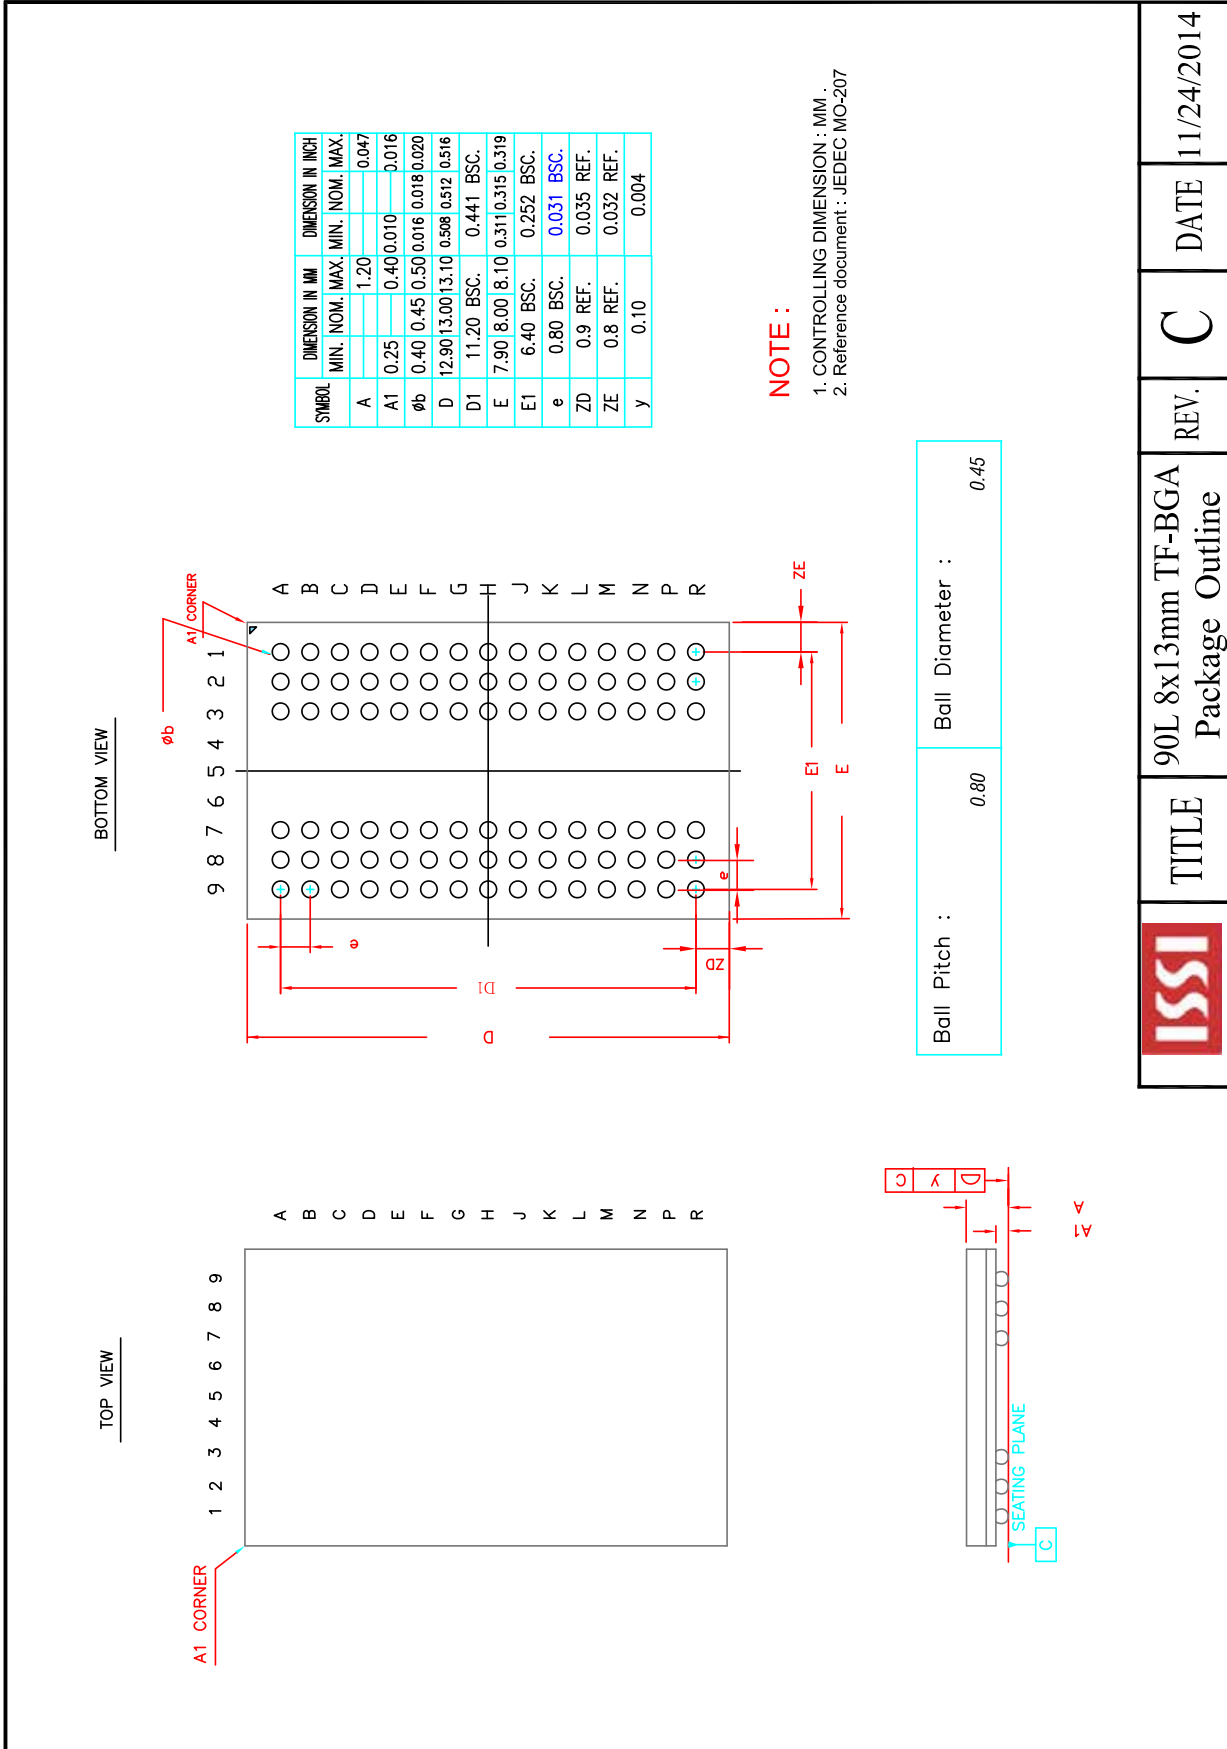 TOP VIEW
A1 CORNER
1 2 3 4 5 6 7 8 9
A
B
C
D
E
F
G
H
J
K
L
M
N
P
R
SEATING PLANE
C
y C
A1
A
BOTTOM VIEW
A1 CORNER
øb
9 8 7 6 5 4 3 2 1
A
B
C
D
E
F
G
H
J
K
L
M
N
P
R
e
D1
D
ZD
e
E1
E
ZE
SYMBOL DIMENSION IN MM DIMENSION IN INCH
MIN. NOM. MAX. MIN. NOM. MAX.
A 1.20 0.047
A1 0.25 0.40 0.010 0.016
øb 0.40 0.45 0.50 0.016 0.018 0.020
D 12.90 13.00 13.10 0.508 0.512 0.516
D1 11.20 BSC. 0.441 BSC.
E 7.90 8.00 8.10 0.311 0.315 0.319
E1 6.40 BSC. 0.252 BSC.
e 0.80 BSC. 0.031 BSC.
ZD 0.9 REF. 0.035 REF.
ZE 0.8 REF. 0.032 REF.
y 0.10 0.004
NOTE :
1. CONTROLLING DIMENSION : MM .
2. Reference document : JEDEC MO-207
Ball Pitch : 0.80
Ball Diameter : 0.45
ISSI
TITLE
90L 8x13mm TF-BGA
Package Outline
REV. C
DATE 11/24/2014